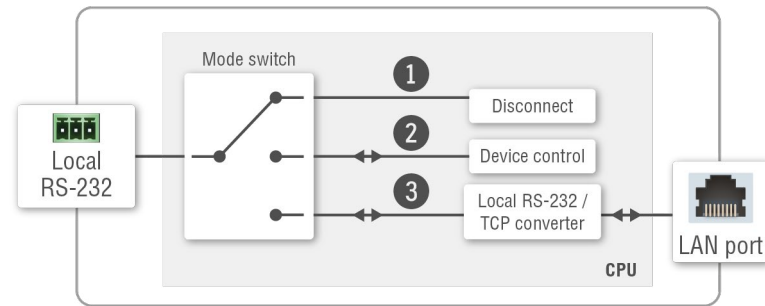 Mode switch
1
Disconnect
2
Device control
3
Local RS-232 /
TCP converter
CPU
Local
RS-232
LAN port